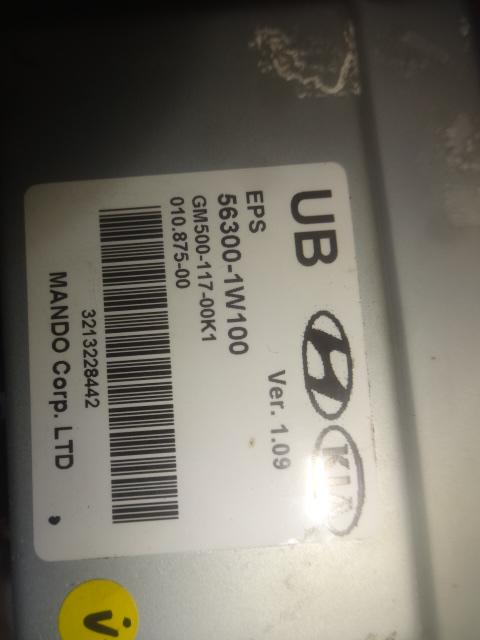 UB
KIA
EPS
Ver. 1.09
56300-1W100
GM500-117-00K1
010.875-00
3213228442
MANDO Corp. LTD
V